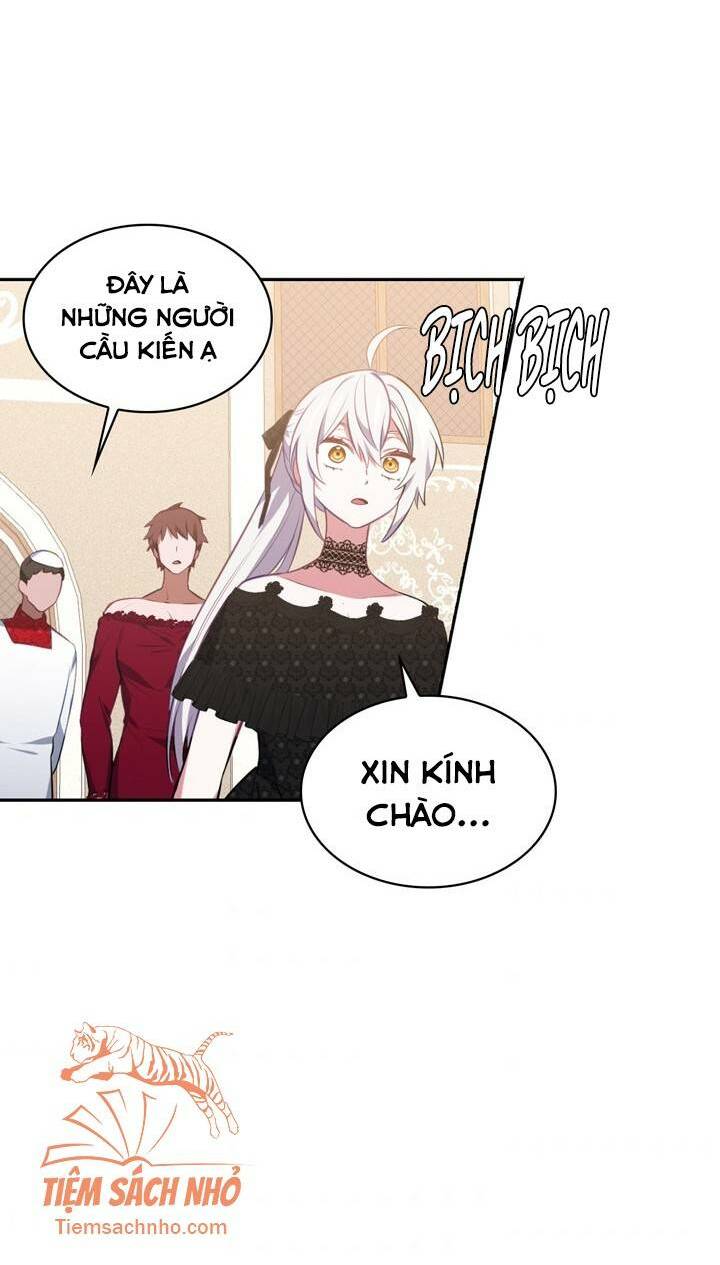 ĐÂY LÀ
NHỮNG NGƯỜI
CẦU KIẾN Ạ
BỊCH BỊCH
XIN KÍNH
CHÀO...
TIỆM SÁCH NHỎ
Tiemsachnho.com